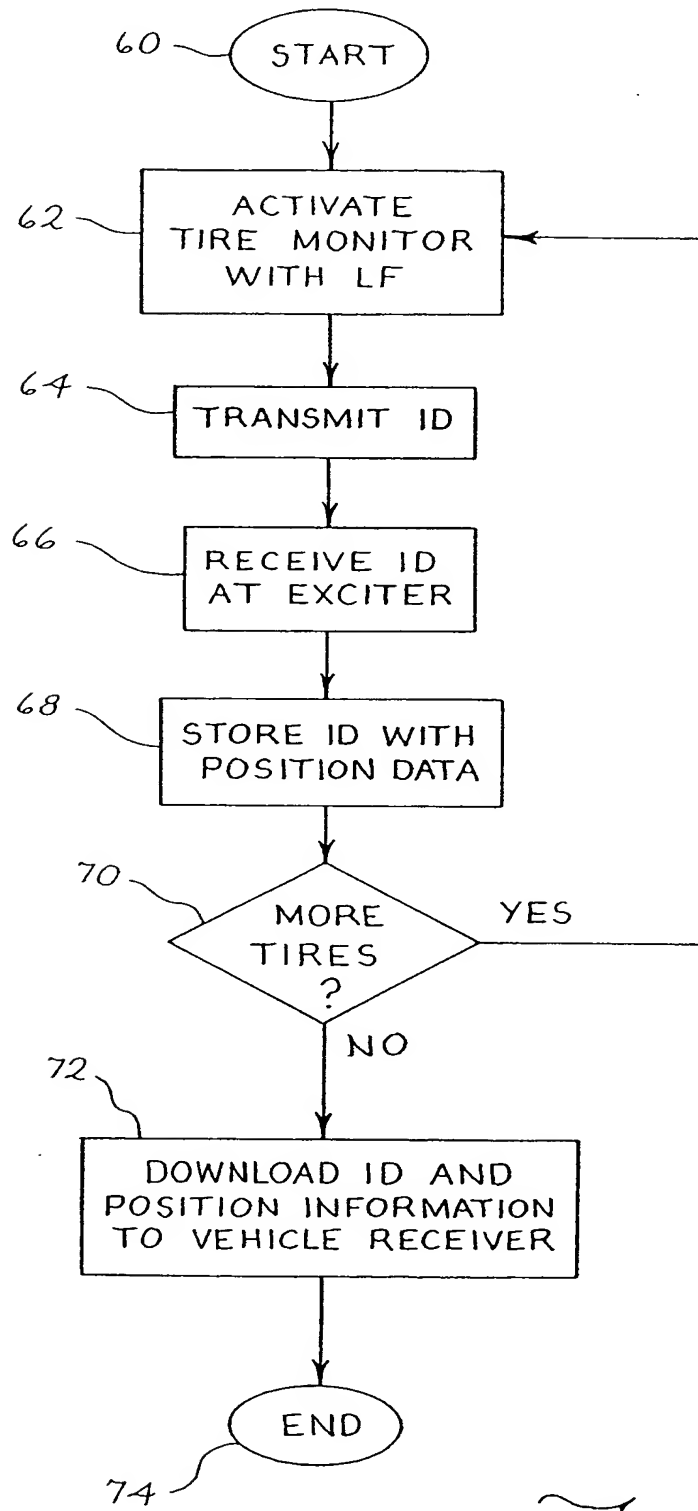 60
START
62
ACTIVATE
TIRE MONITOR
WITH LF
64
TRANSMIT ID
66
RECEIVE ID
AT EXCITER
68
STORE ID WITH
POSITION DATA
70
MORE
TIRES
?
YES
NO
72
DOWNLOAD ID AND
POSITION INFORMATION
TO VEHICLE RECEIVER
END
74